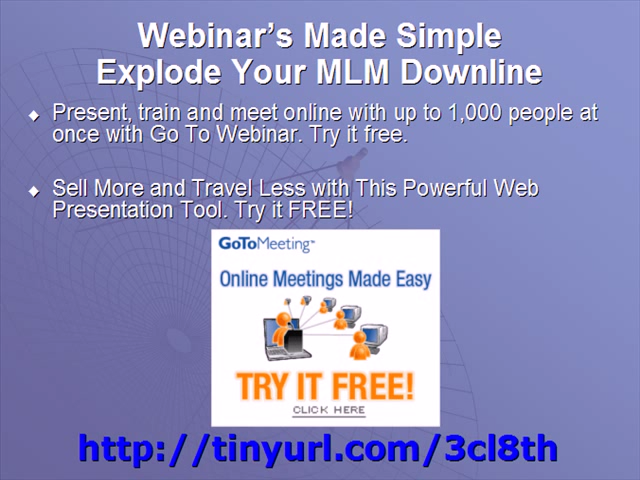 Webinar's Made Simple
Explode Your MLM Downline
Present, train and meet online with up to 1,000 people at
once with Go To Webinar. Try it free.
Sell More and Travel Less with This Powerful Web
Presentation Tool. Try it FREE!
GoToMeeting™
Online Meetings Made Easy
TRY IT FREE!
CLICK HERE
http://tinyurl.com/3cl8th